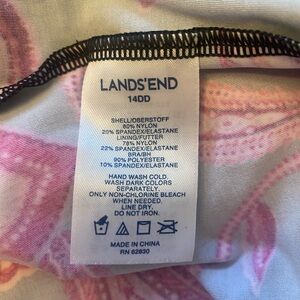 LANDS'END
14DD
SHELL/OBERSTOFF
80% NYLON
20% SPANDEX/ELASTANE
LINING/FUTTER
78% NYLON
22% SPANDEX/ELASTANE
BRA/BH
90% POLYESTER
10% SPANDEX/ELASTANE
HAND WASH COLD.
WASH DARK COLORS
SEPARATELY.
ONLY NON-CHLORINE BLEACH
WHEN NEEDED.
LINE DRY.
DO NOT IRON.
MADE IN CHINA
RN 62830